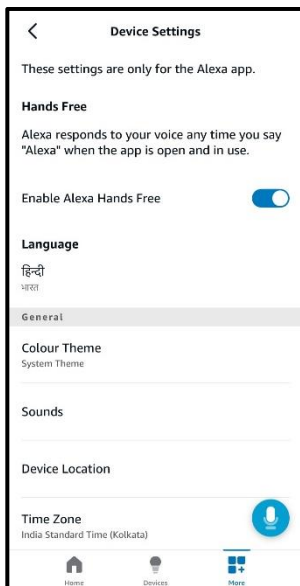 Device Settings
These settings are only for the Alexa app.
Hands Free
Alexa responds to your voice any time you say
"Alexa" when the app is open and in use.
Enable Alexa Hands Free
Language
हिन्दी
भारत
General
Colour Theme
System Theme
Sounds
Device Location
Time Zone
India Standard Time (Kolkata)
Home
Devices
More